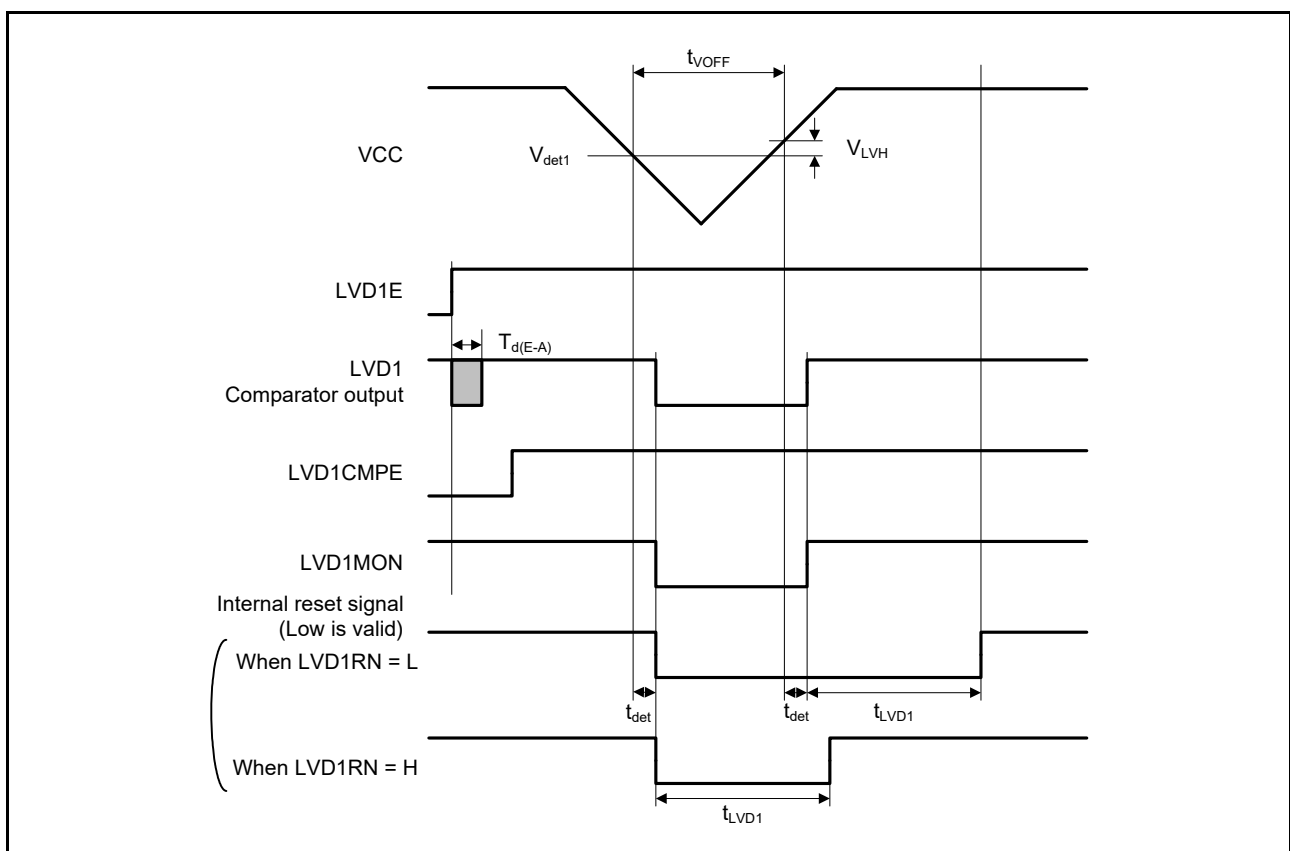 tVOFF
VCC
Vdet1
VLVH
LVD1E
Td(E-A)
LVD1
Comparator output
LVD1CMPE
LVD1MON
Internal reset signal
(Low is valid)
When LVD1RN = L
tdet
tdet
tLVD1
When LVD1RN = H
tLVD1